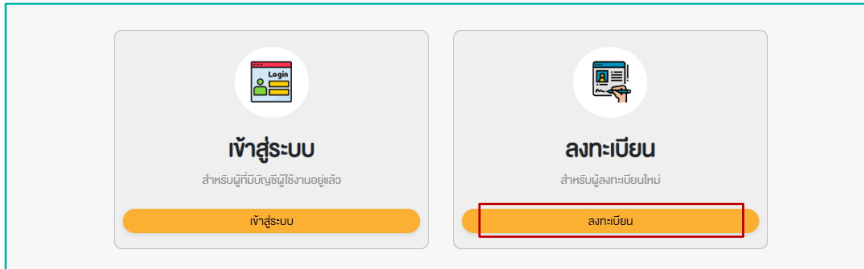 Login
เข้าสู่ระบบ
สำหรับผู้ที่มีบัญชีผู้ใช้งานอยู่แล้ว
เข้าสู่ระบบ
ลงทะเบียน
สำหรับผู้ลงทะเบียนใหม่
ลงทะเบียน